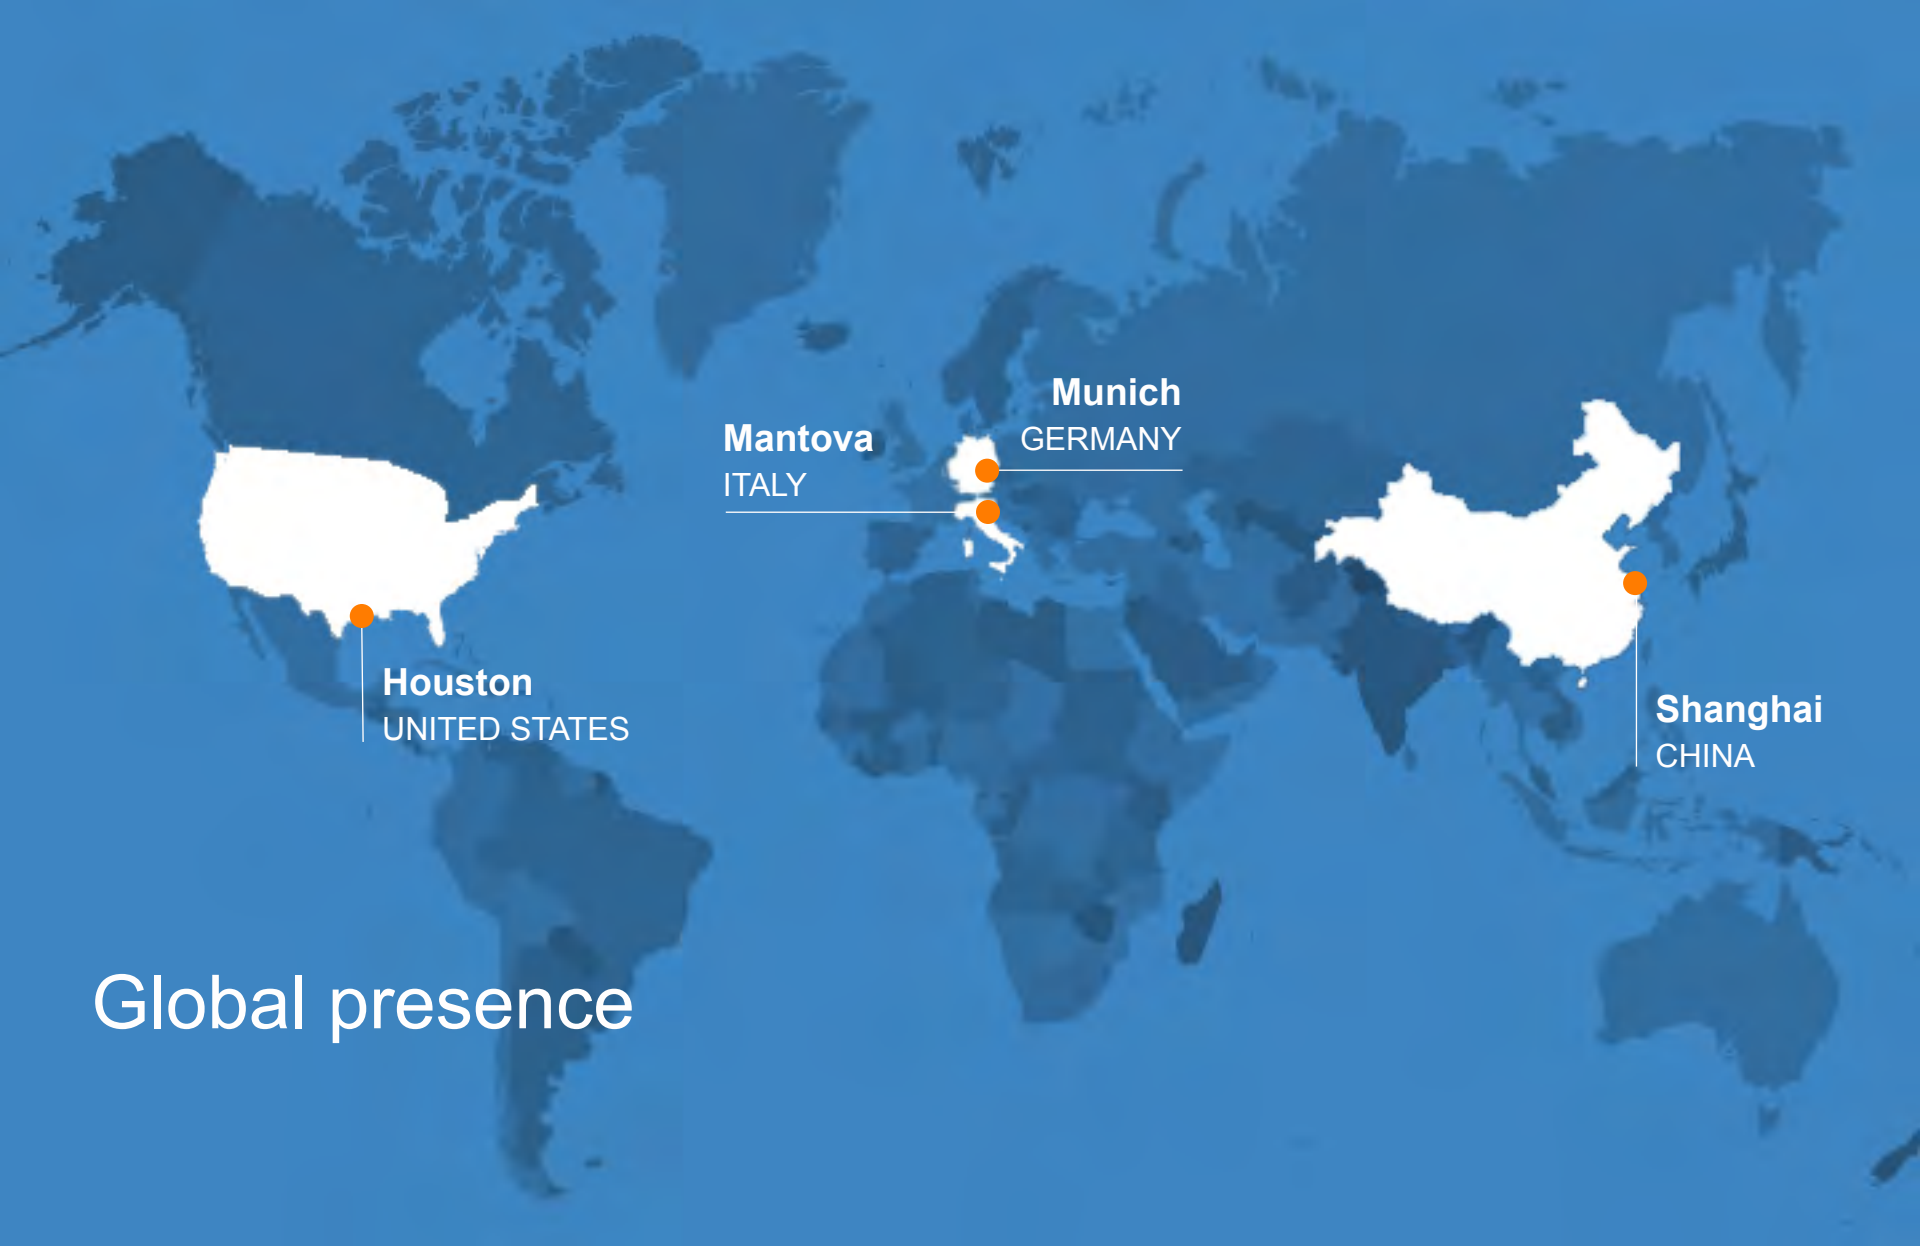 Munich
GERMANY
Mantova
ITALY
Houston
UNITED STATES
Shanghai
CHINA
Global presence